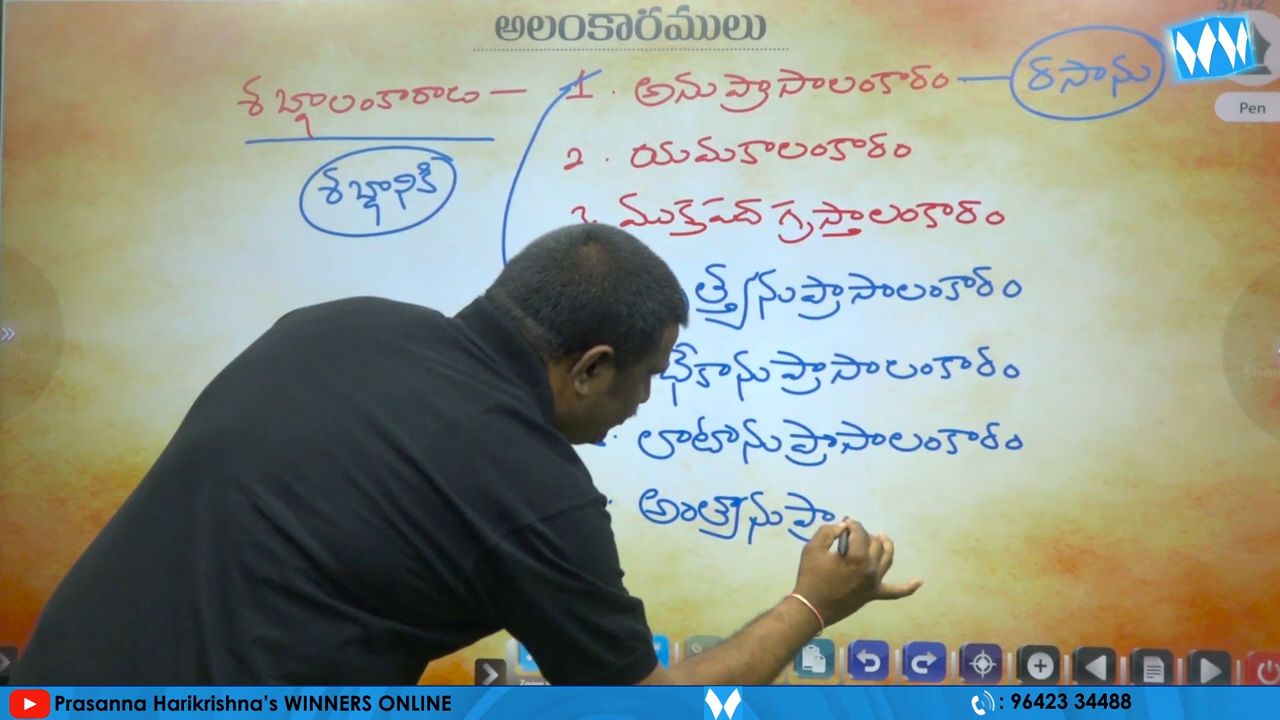 అలంకారములు
శబ్దాలంకారాలు - 1. అనుప్రాసాలంకారం - రసాను
Pen
శబ్దానికి
2. యమకాలంకారం
3. ముక్తపదగ్రస్తాలంకారం
త్త్యనుప్రాసాలంకారం
ఛేకానుప్రాసాలంకారం
లాటానుప్రాసాలంకారం
అంత్యానుప్రా
Prasanna Harikrishna's WINNERS ONLINE
: 96423 34488